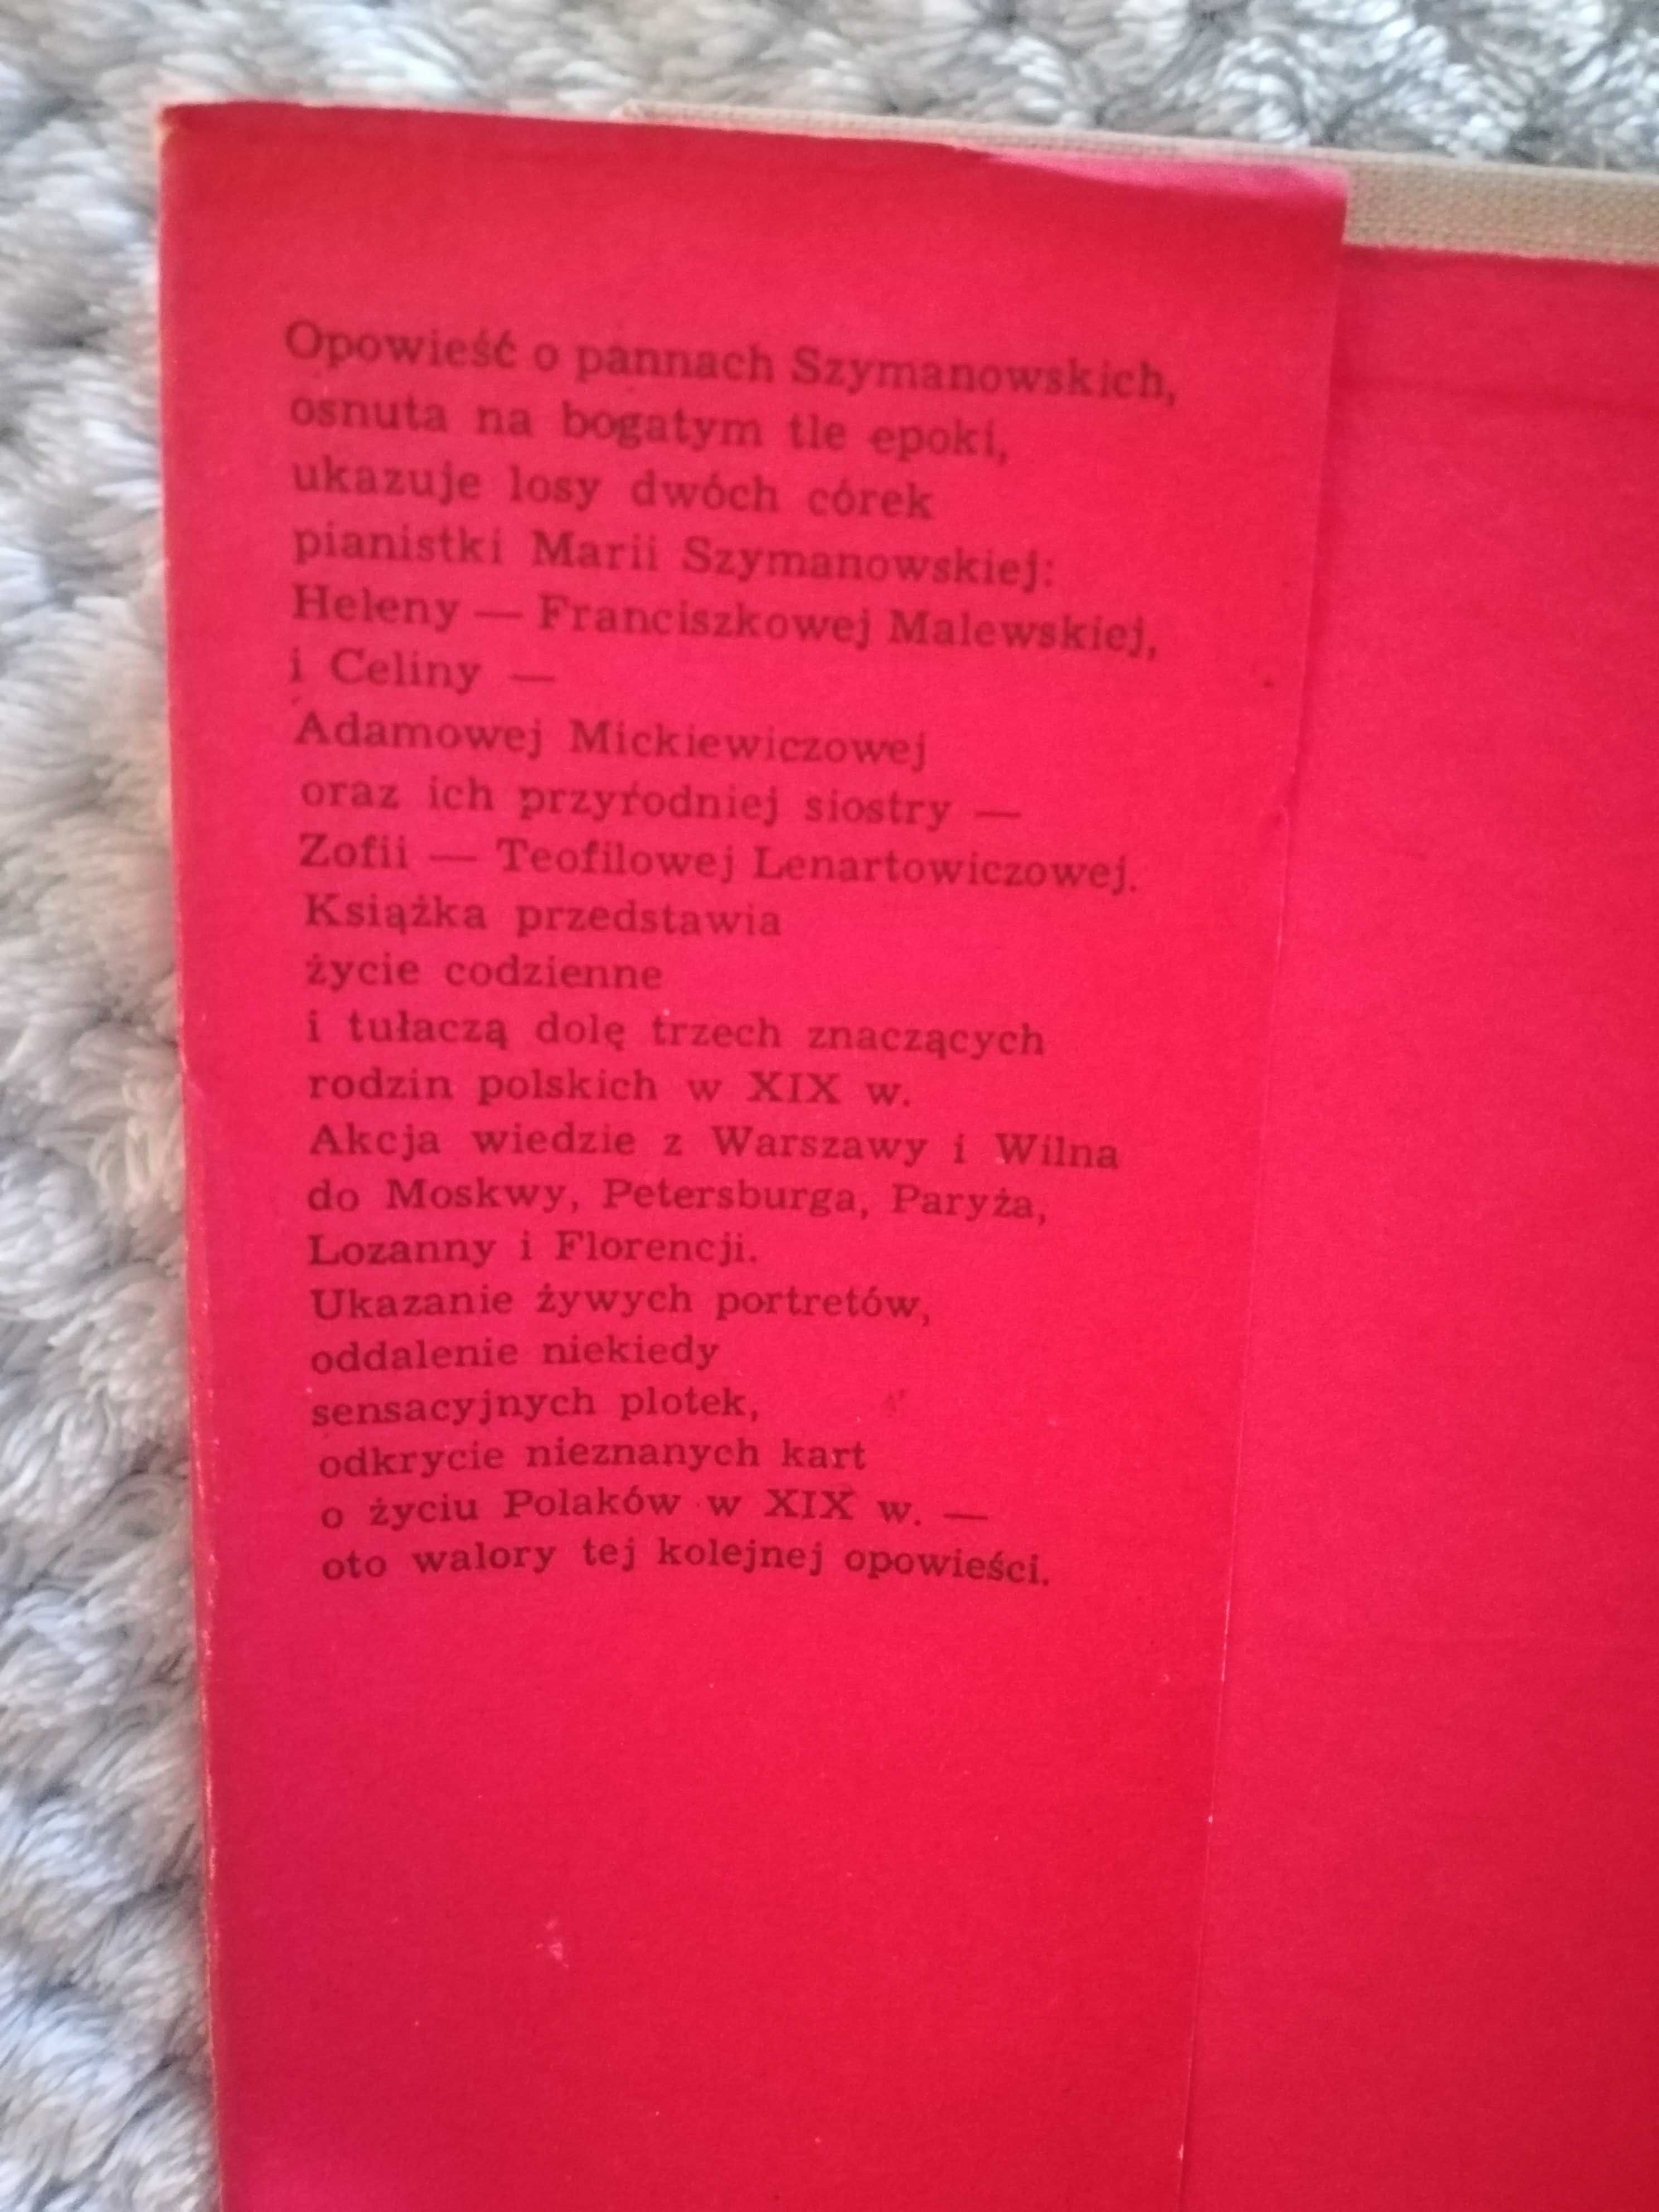 Opowieść o pannach Szymanowskich,
osnuta na bogatym tle epoki,
ukazuje losy dwóch córek
pianistki Marii Szymanowskiej:
Heleny — Franciszkowej Malewskiej,
i Celiny —
Adamowej Mickiewiczowej
oraz ich przyrodniej siostry —
Zofii — Teofilowej Lenartowiczowej.
Książka przedstawia
życie codzienne
i tułaczą dolę trzech znaczących
rodzin polskich w XIX w.
Akcja wiedzie z Warszawy i Wilna
do Moskwy, Petersburga, Paryża,
Lozanny i Florencji.
Ukazanie żywych portretów,
oddalenie niekiedy
sensacyjnych plotek,
odkrycie nieznanych kart
o życiu Polaków w XIX w. —
oto walory tej kolejnej opowieści.